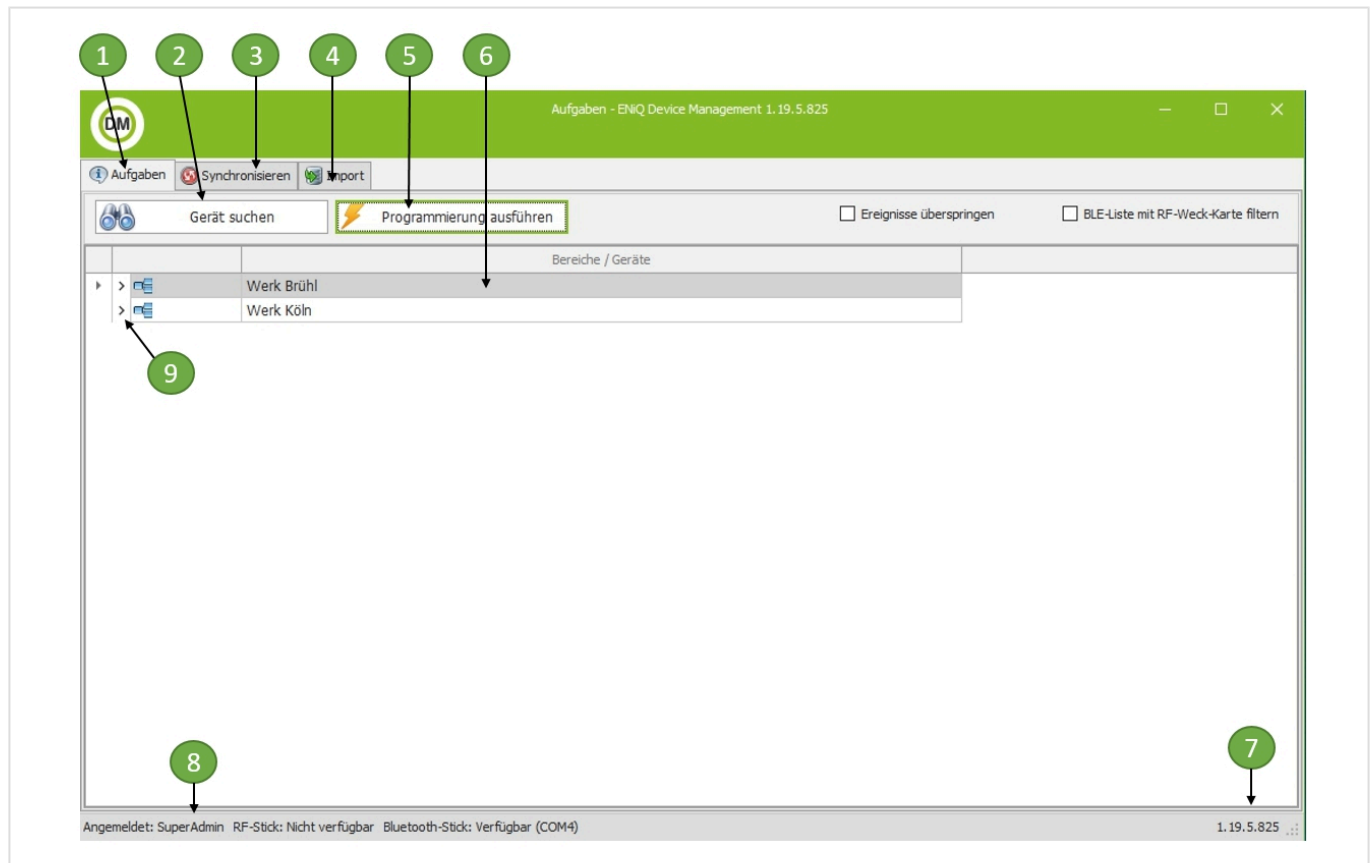 1 2 3 4 5 6
DM
Aufgaben - ENiQ Device Management 1.19.5.825
Aufgaben Synchronisieren Import
Gerät suchen Programmierung ausführen Ereignisse überspringen BLE-Liste mit RF-Weck-Karte filtern
Bereiche / Geräte
Werk Brühl
Werk Köln
9
8 7
Angemeldet: SuperAdmin RF-Stick: Nicht verfügbar Bluetooth-Stick: Verfügbar (COM4) 1.19.5.825